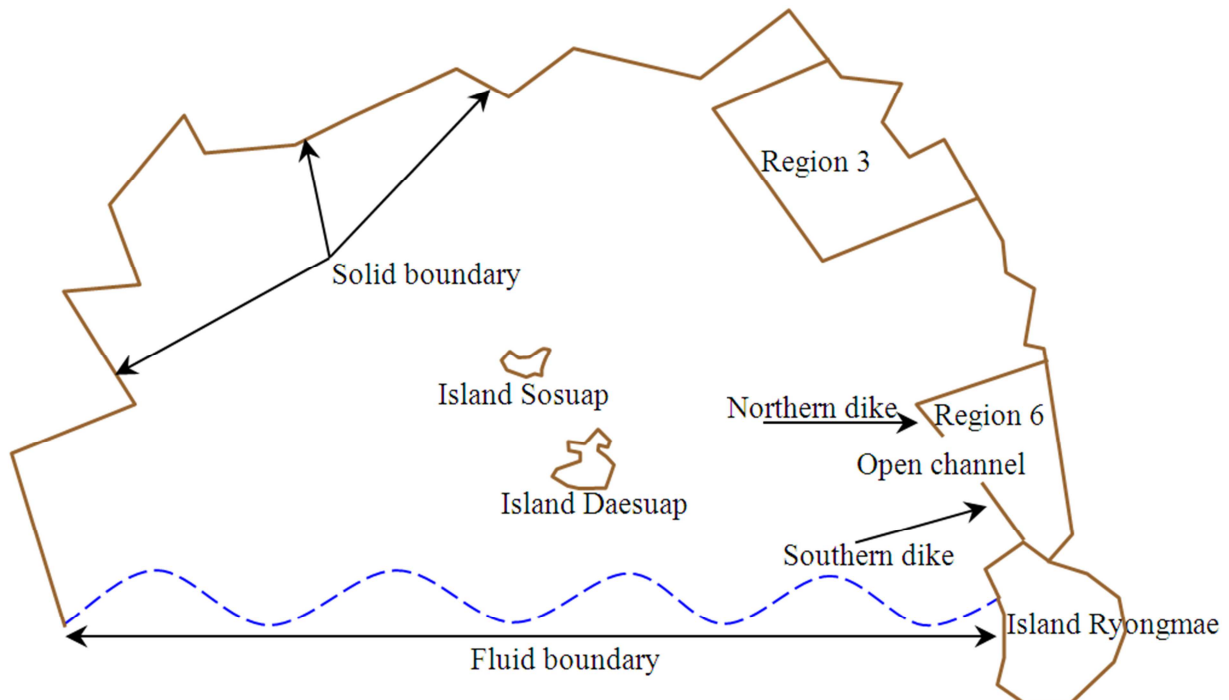 Region 3
Solid boundary
Island Sosuap
Northern dike
Region 6
Open channel
Island Daesuap
Southern dike
Island Ryongmae
Fluid boundary